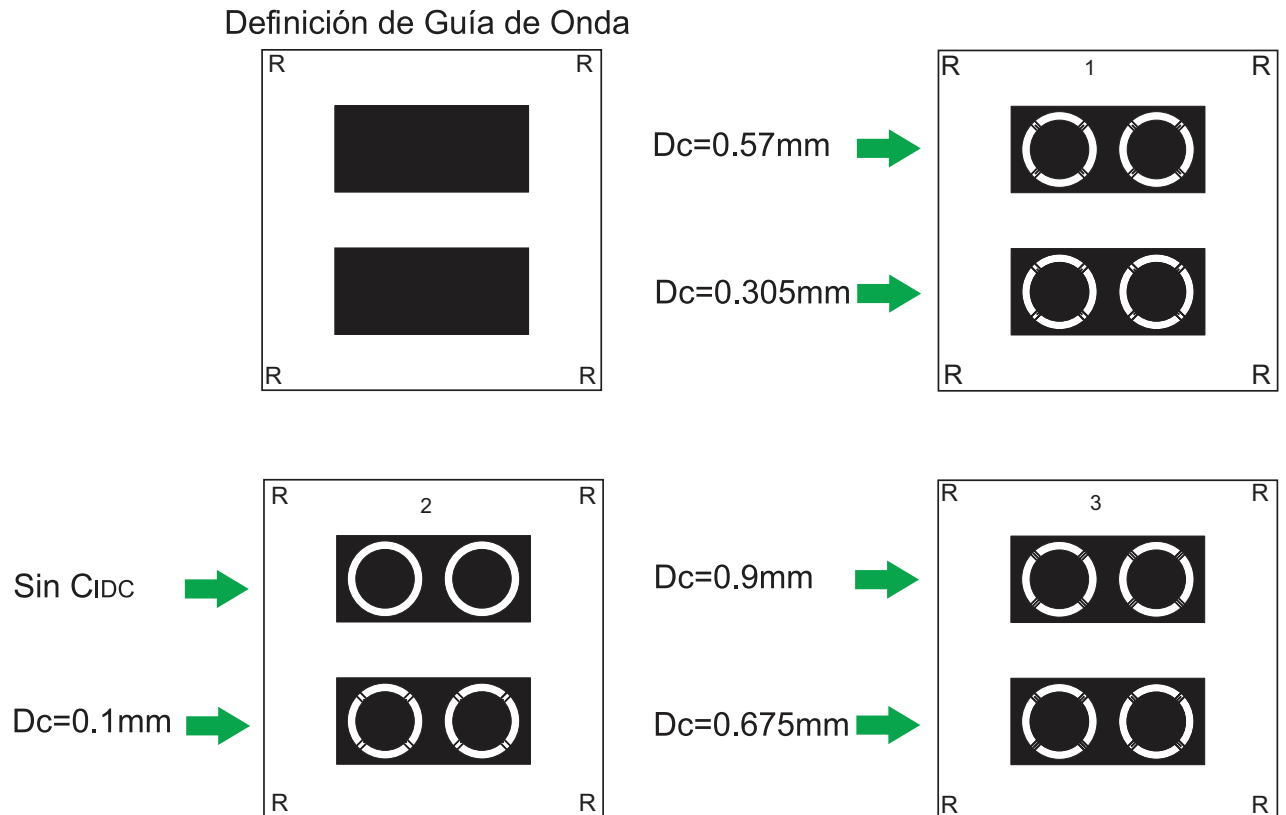 Definición de Guía de Onda
R R
R R
R 1 R
Dc=0.57mm
Dc=0.305mm
R R
R 2 R
Sin CIDC
Dc=0.1mm
R R
R 3 R
Dc=0.9mm
Dc=0.675mm
R R